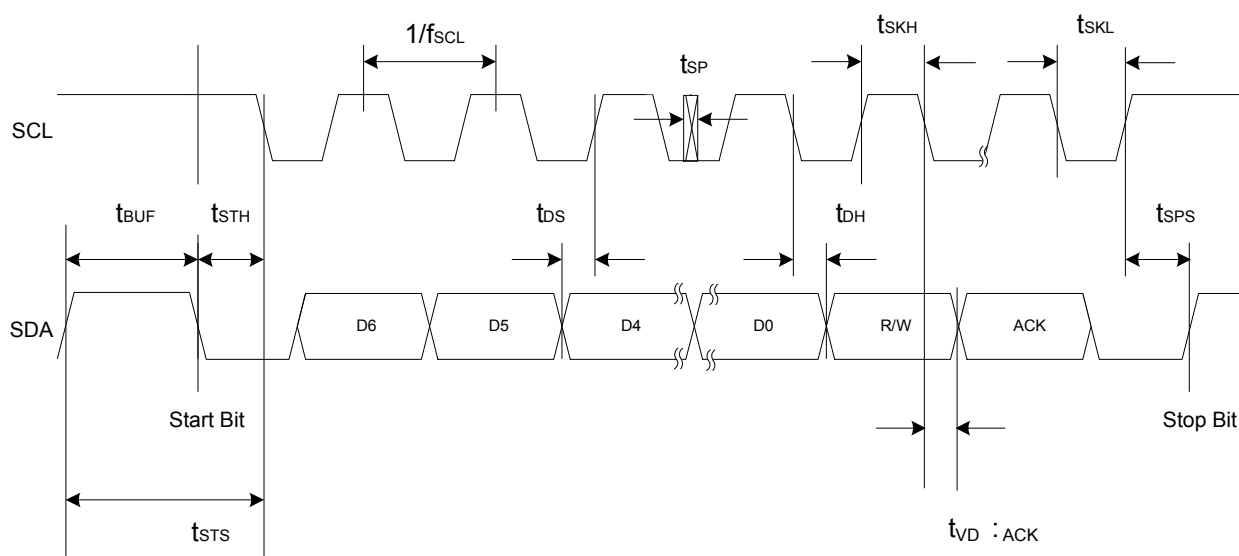 1/fSCL
tSKH
tSKL
tSP
SCL
tBUF
tSTH
tDS
tDH
tSPS
SDA
D6
D5
D4
D0
R/W
ACK
Start Bit
Stop Bit
tSTS
tVD : ACK